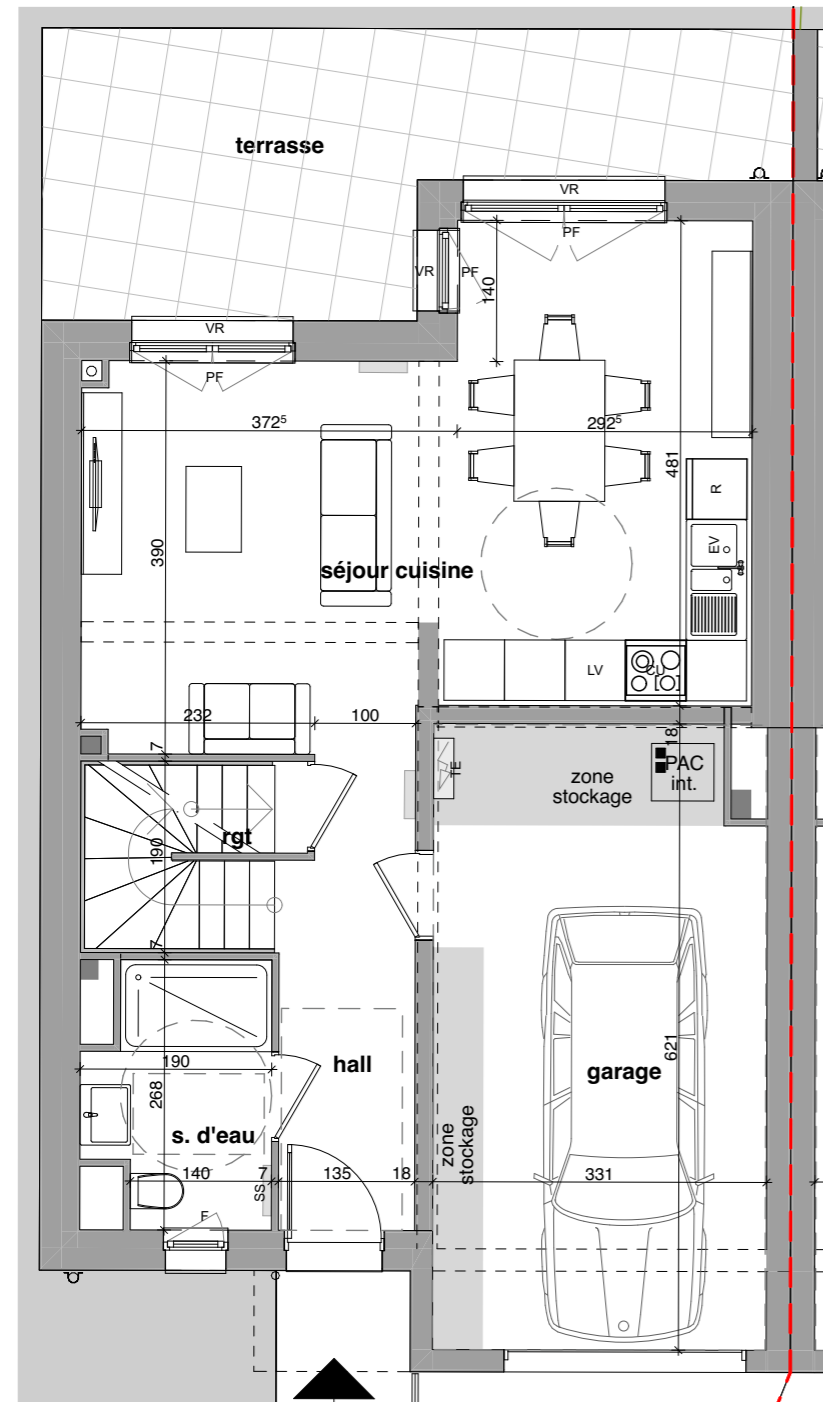 terrasse
VR
PF
VR
PF
140
VR
PF
372⁵
292⁵
481
R
EV
390
séjour cuisine
LV
CU
232
100
18
7
TE
PAC
int.
zone
stockage
rgt
190
7
621
hall
garage
190
268
s. d'eau
zone
stockage
140
7
135
18
331
SS
F